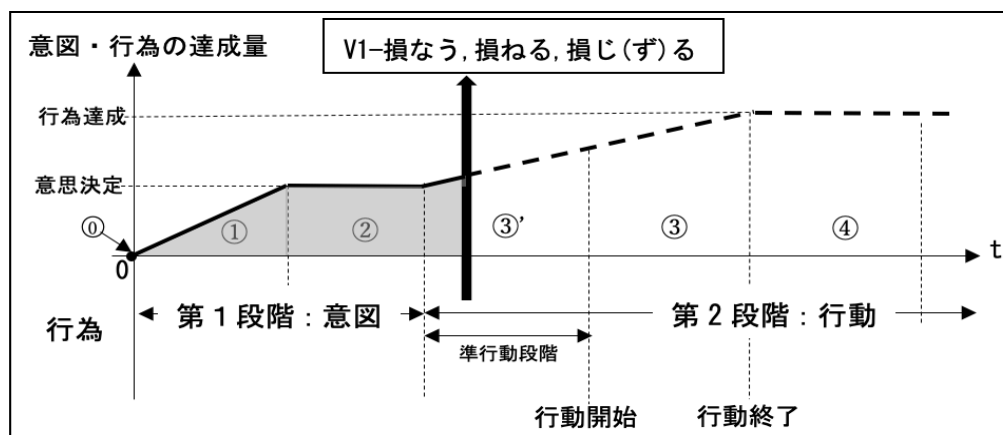 意図・行為の達成量
V1-損なう,損ねる,損じ(ず)る
行為達成
意思決定
⓪
①
②
③'
③
④
0
t
行為
第1段階:意図
第2段階:行動
準行動段階
行動開始
行動終了